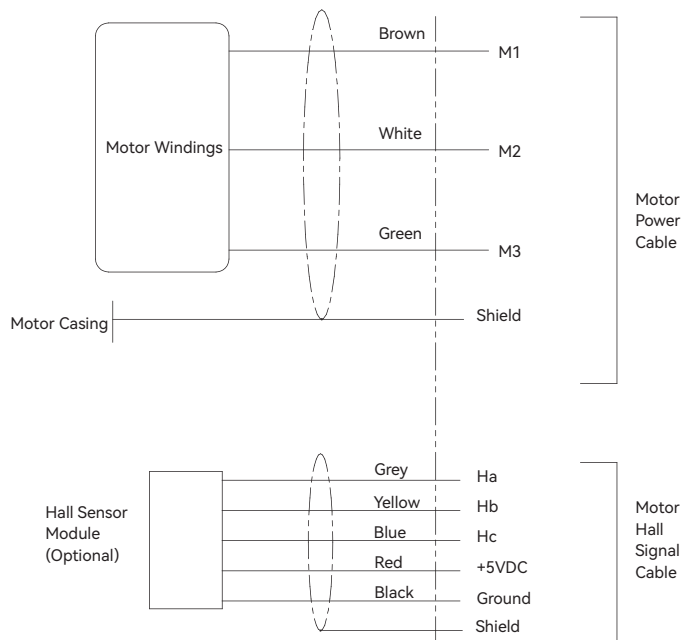 Brown
M1
Motor Windings
White
M2
Green
M3
Motor
Power
Cable
Motor Casing
Shield
Grey
Ha
Yellow
Hb
Blue
Hc
Red
+5VDC
Black
Ground
Shield
Hall Sensor
Module
(Optional)
Motor
Hall
Signal
Cable